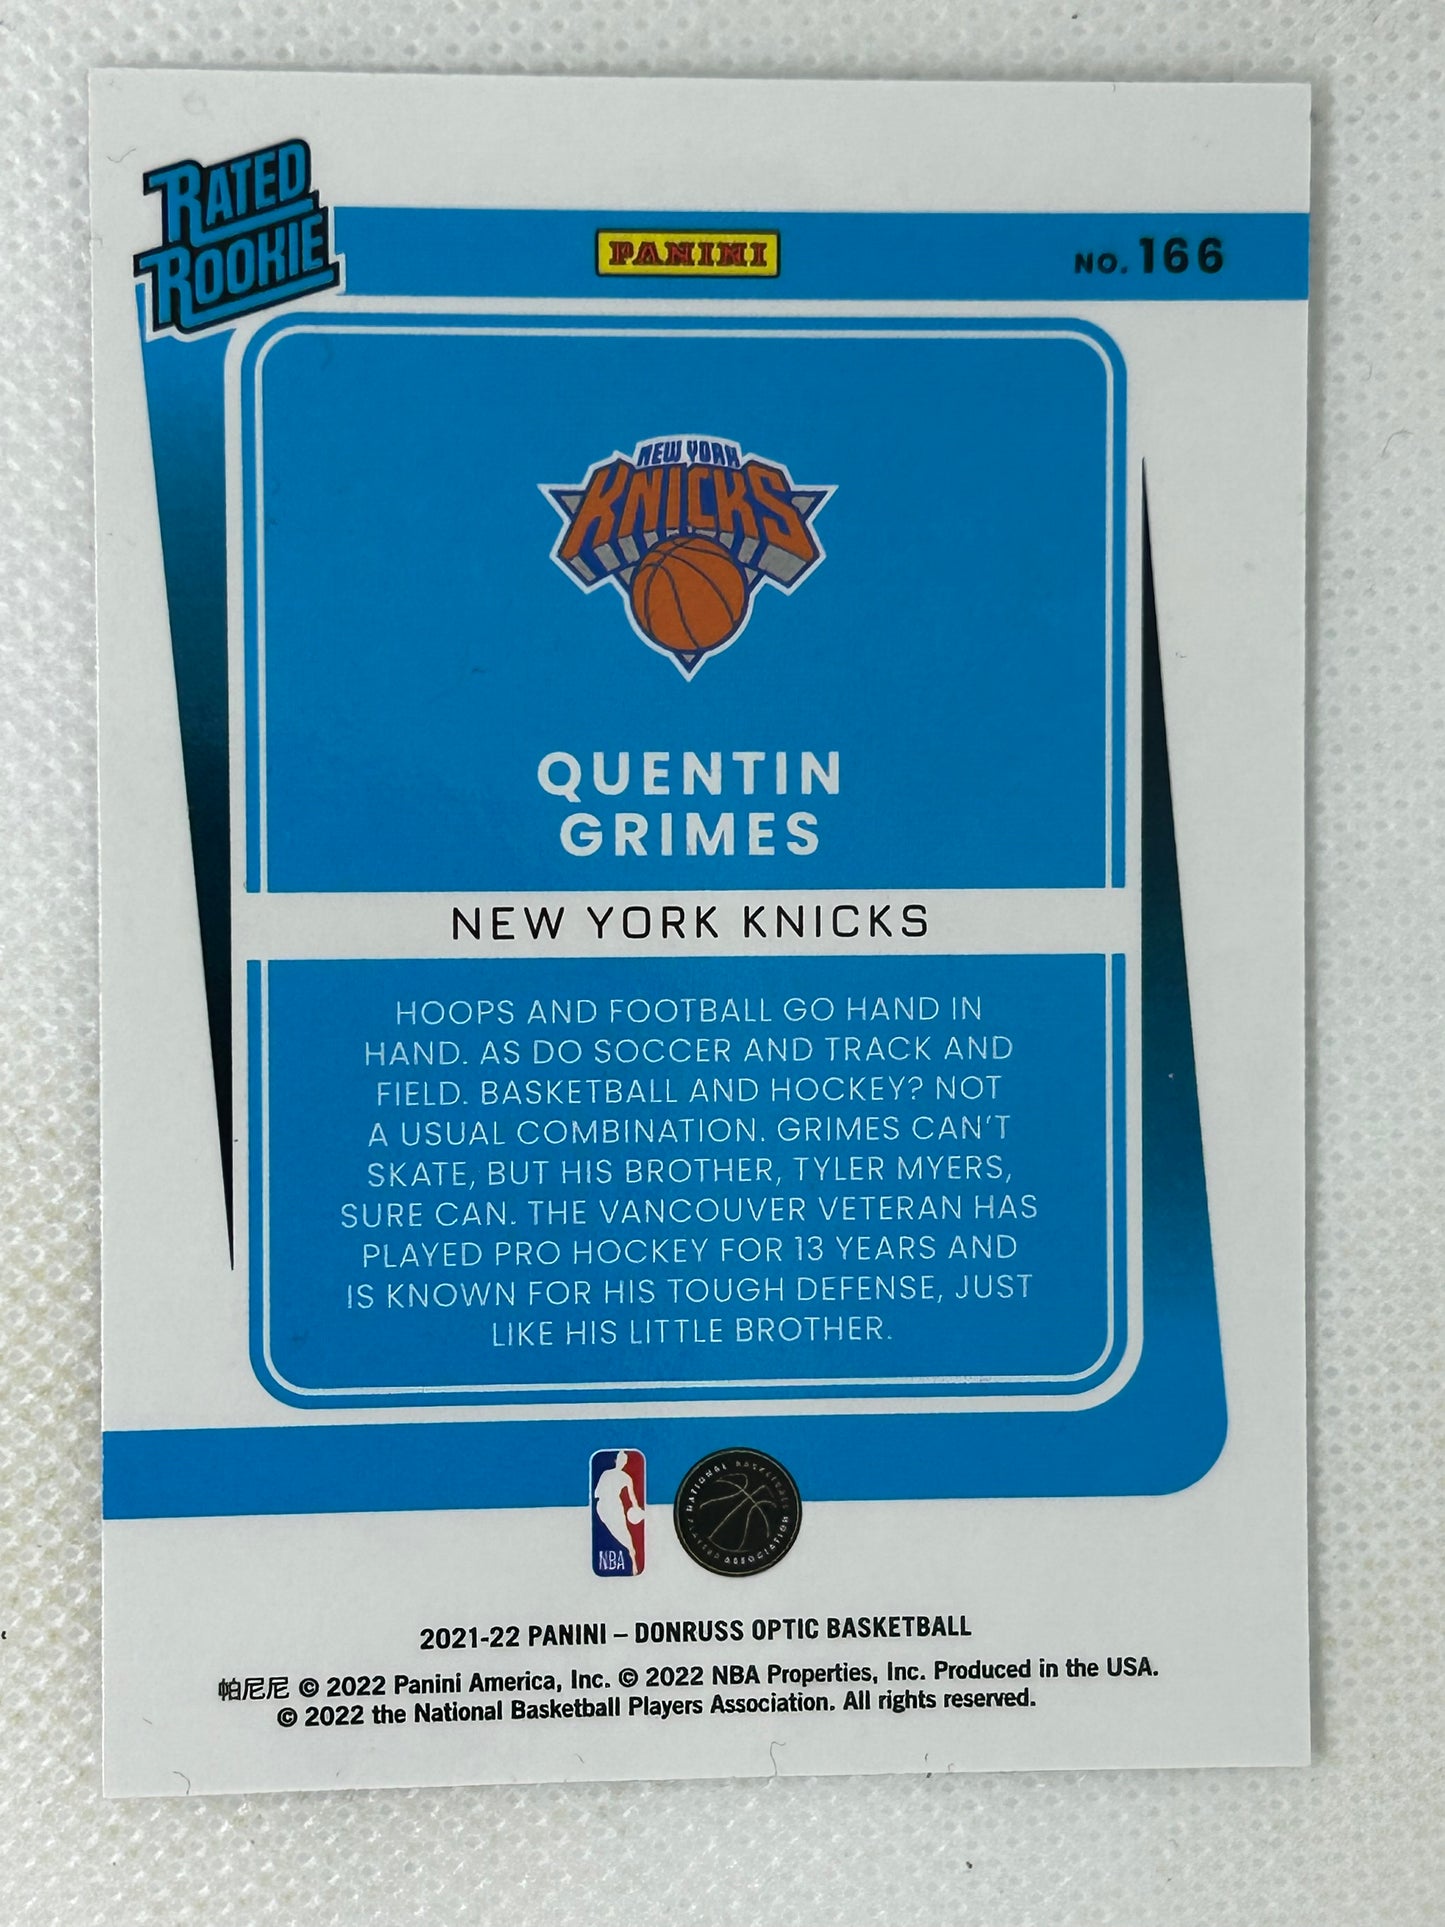 RATED
ROOKIE
PANINI
NO. 166
NEW YORK
KNICKS
QUENTIN
GRIMES
NEW YORK KNICKS
HOOPS AND FOOTBALL GO HAND IN
HAND. AS DO SOCCER AND TRACK AND
FIELD. BASKETBALL AND HOCKEY? NOT
A USUAL COMBINATION. GRIMES CAN'T
SKATE, BUT HIS BROTHER, TYLER MYERS,
SURE CAN. THE VANCOUVER VETERAN HAS
PLAYED PRO HOCKEY FOR 13 YEARS AND
IS KNOWN FOR HIS TOUGH DEFENSE, JUST
LIKE HIS LITTLE BROTHER.
NBA
NATIONAL BASKETBALL PLAYERS ASSOCIATION
2021-22 PANINI – DONRUSS OPTIC BASKETBALL
帕尼尼 © 2022 Panini America, Inc. © 2022 NBA Properties, Inc. Produced in the USA.
© 2022 the National Basketball Players Association. All rights reserved.